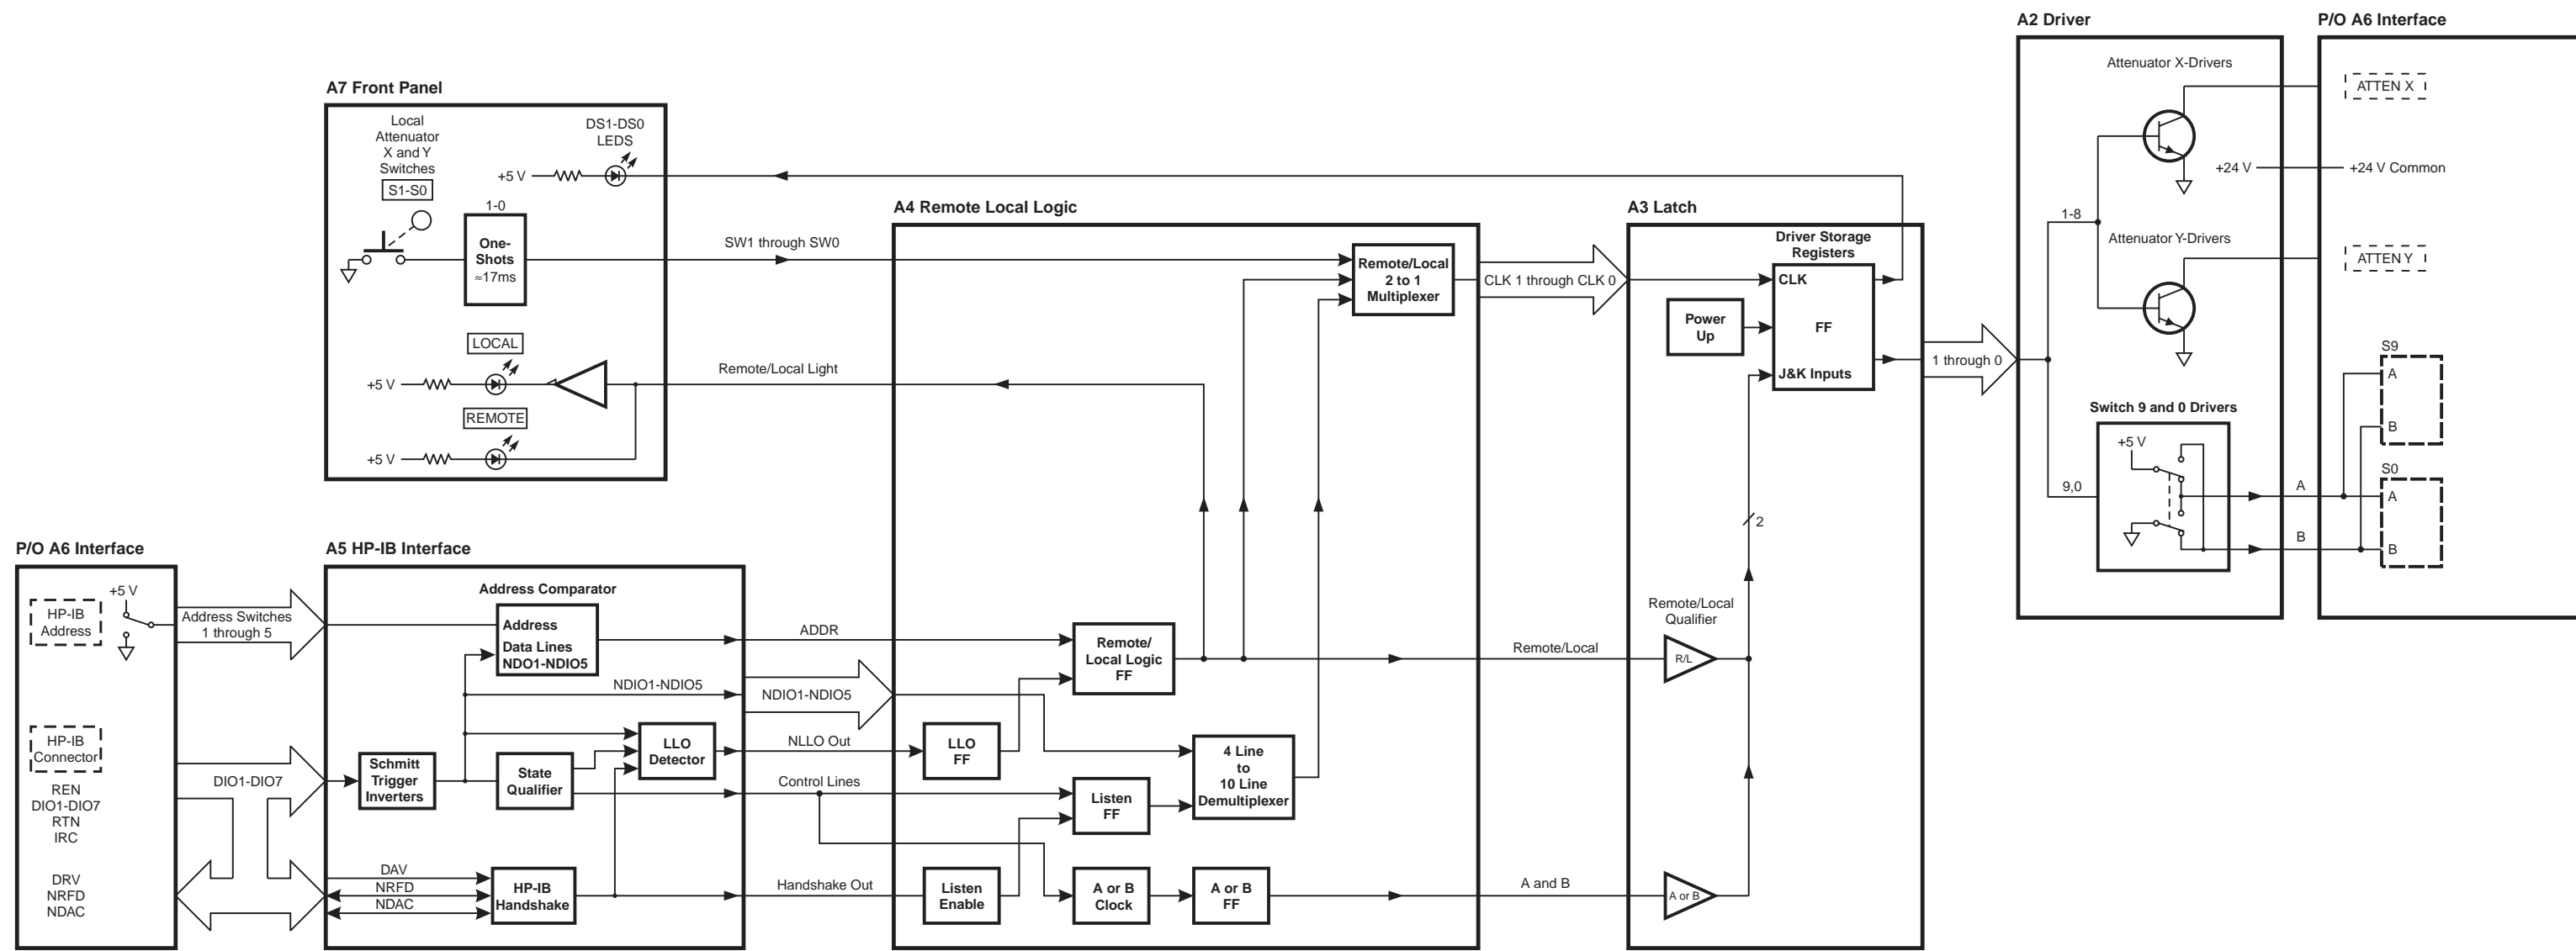 A2 Driver
P/O A6 Interface
Attenuator X-Drivers
ATTEN X
+24 V
+24 V Common
1-8
Attenuator Y-Drivers
ATTEN Y
S9
A
B
Switch 9 and 0 Drivers
+5 V
9,0
A
B
S0
A
B
A7 Front Panel
Local
Attenuator
X and Y
Switches
S1-S0
DS1-DS0
LEDS
+5 V
1-0
One-
Shots
≈17ms
SW1 through SW0
LOCAL
+5 V
REMOTE
+5 V
Remote/Local Light
A4 Remote Local Logic
Remote/Local
2 to 1
Multiplexer
CLK 1 through CLK 0
A3 Latch
Driver Storage
Registers
CLK
FF
J&K Inputs
Power
Up
1 through 0
2
Remote/Local
Qualifier
R/L
A or B
P/O A6 Interface
HP-IB
Address
+5 V
Address Switches
1 through 5
HP-IB
Connector
REN
DIO1-DIO7
RTN
IRC
DRV
NRFD
NDAC
DIO1-DIO7
A5 HP-IB Interface
Address Comparator
Address
Data Lines
NDO1-NDIO5
NDIO1-NDIO5
Schmitt
Trigger
Inverters
State
Qualifier
LLO
Detector
DAV
NRFD
NDAC
HP-IB
Handshake
ADDR
NDIO1-NDIO5
NLLO Out
Control Lines
Handshake Out
Remote/
Local Logic
FF
LLO
FF
Listen
FF
4 Line
to
10 Line
Demultiplexer
Listen
Enable
A or B
Clock
A or B
FF
Remote/Local
A and B